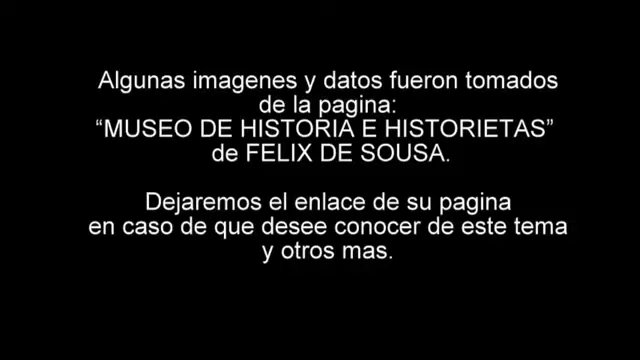 Algunas imagenes y datos fueron tomados
de la pagina:
“MUSEO DE HISTORIA E HISTORIETAS”
de FELIX DE SOUSA.
Dejaremos el enlace de su pagina
en caso de que desee conocer de este tema
y otros mas.